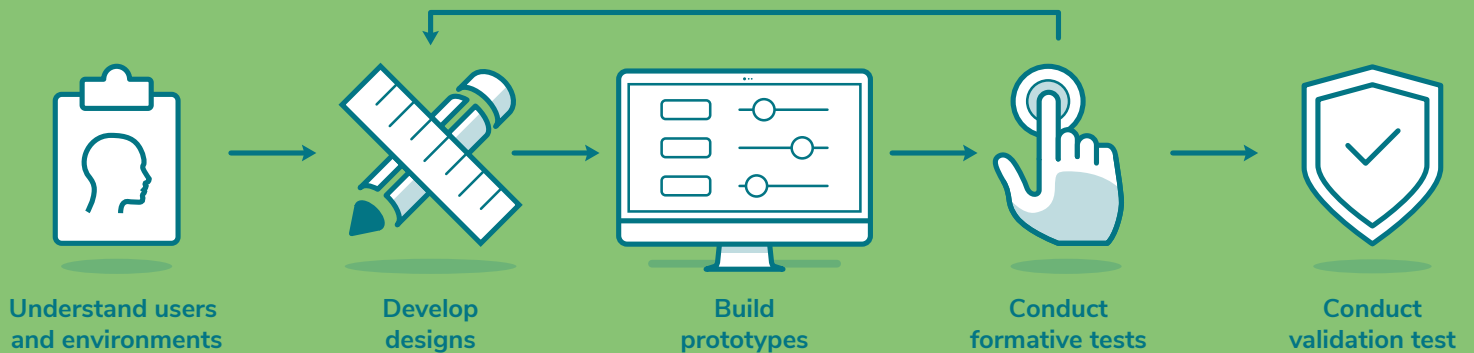 Understand users
and environments
Develop
designs
Build
prototypes
Conduct
formative tests
Conduct
validation test